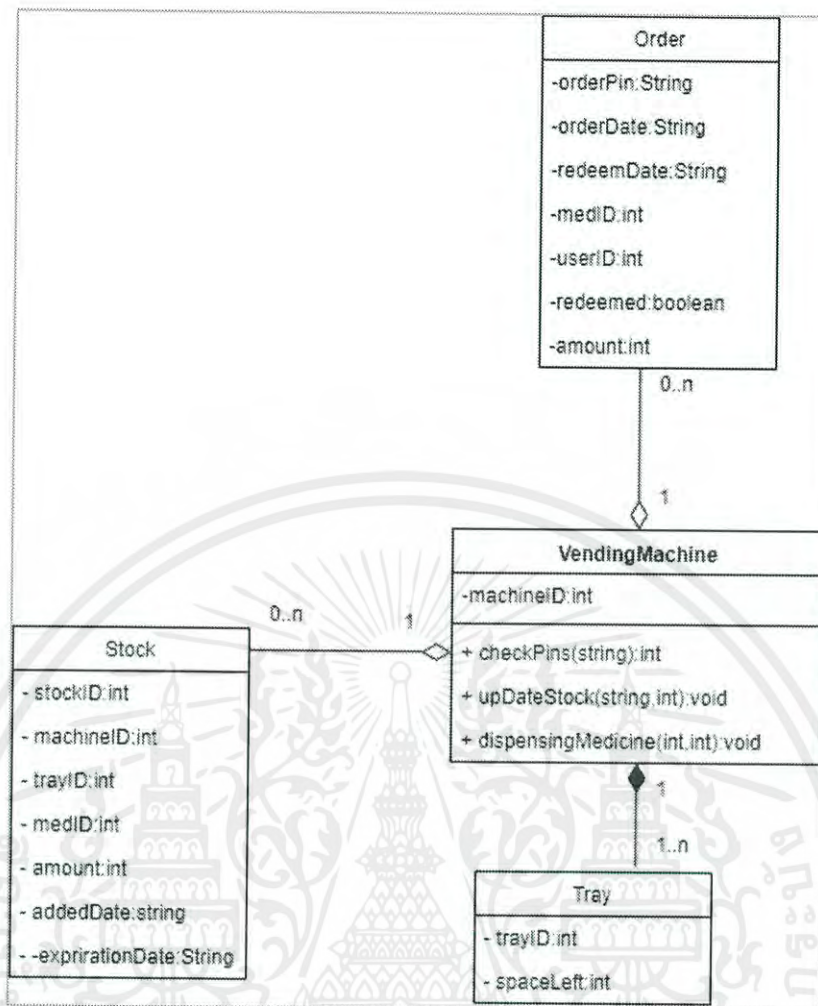 Order
-orderPin:String
-orderDate:String
-redeemDate:String
-medID:int
-userID:int
-redeemed:boolean
-amount:int
0..n
1
VendingMachine
-machineID:int
+ checkPins(string):int
+ upDateStock(string,int):void
+ dispensingMedicine(int,int):void
0..n
1
Stock
- stockID:int
- machineID:int
- trayID:int
- medID:int
- amount:int
- addedDate:string
- -exprirationDate:String
1
1..n
Tray
- trayID:int
- spaceLeft:int